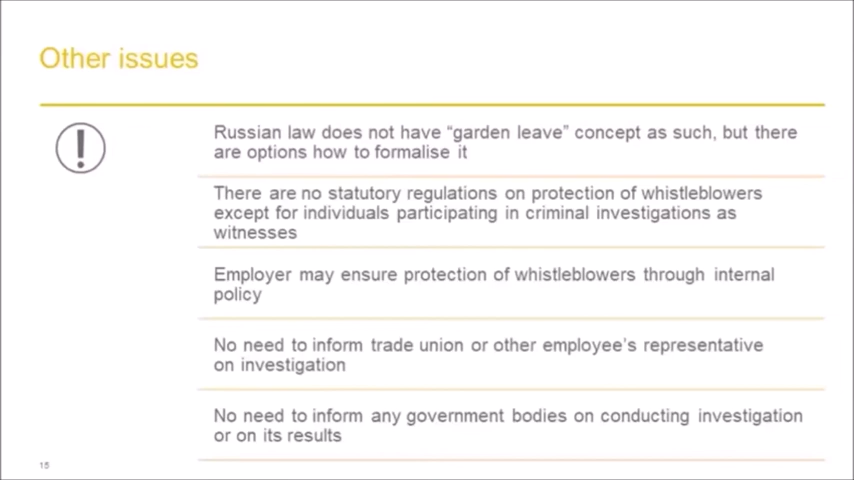 Other issues
!
Russian law does not have “garden leave” concept as such, but there
are options how to formalise it
There are no statutory regulations on protection of whistleblowers
except for individuals participating in criminal investigations as
witnesses
Employer may ensure protection of whistleblowers through internal
policy
No need to inform trade union or other employee’s representative
on investigation
No need to inform any government bodies on conducting investigation
or on its results
15